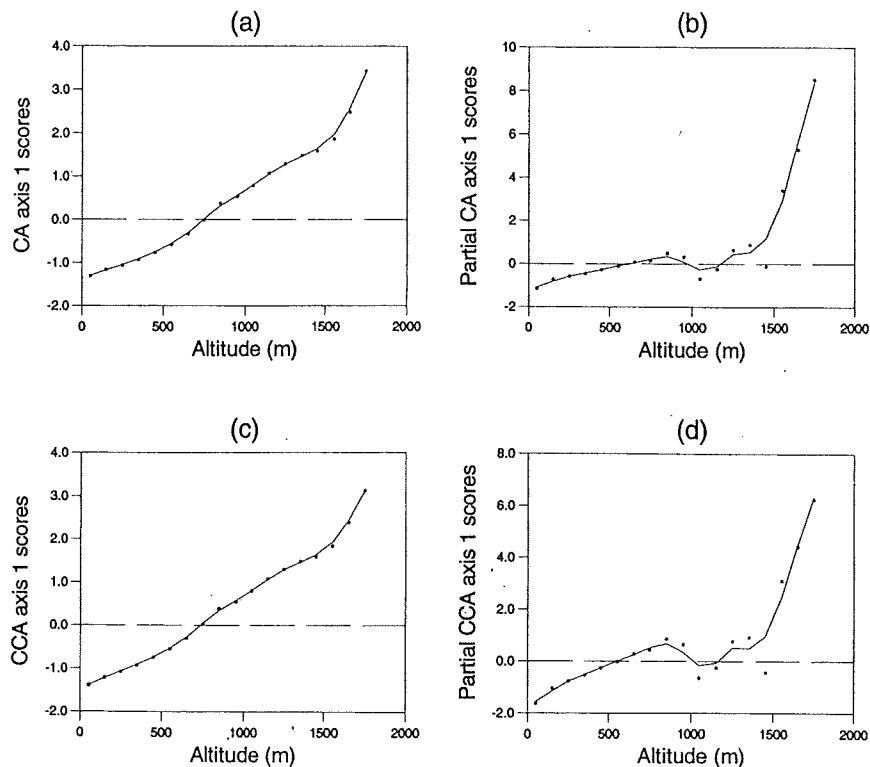 (a)
4.0
3.0
2.0
1.0
0.0
-1.0
-2.0
CA axis 1 scores
0 500 1000 1500 2000
Altitude (m)
(b)
10
8
6
4
2
0
-2
Partial CA axis 1 scores
0 500 1000 1500 2000
Altitude (m)
(c)
4.0
3.0
2.0
1.0
0.0
-1.0
-2.0
CCA axis 1 scores
0 500 1000 1500 2000
Altitude (m)
(d)
8.0
6.0
4.0
2.0
0.0
-2.0
Partial CCA axis 1 scores
0 500 1000 1500 2000
Altitude (m)